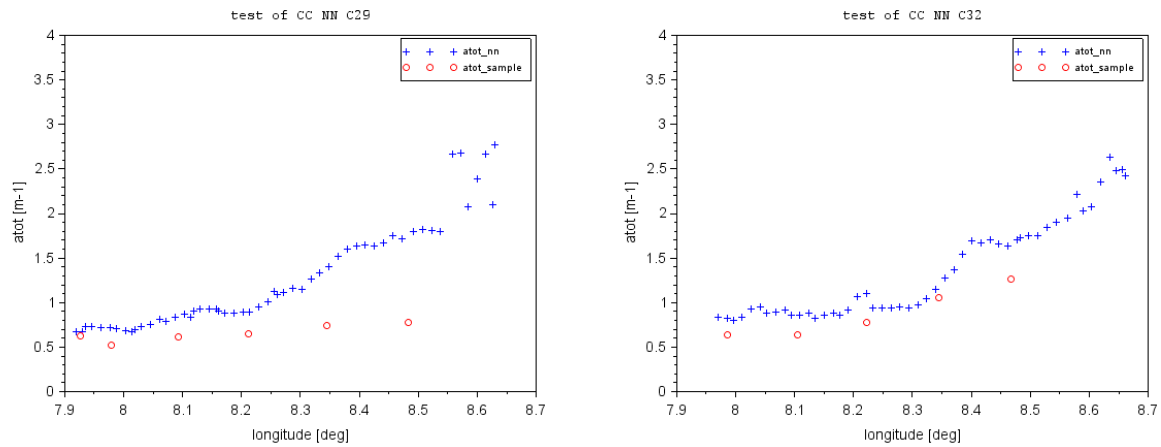 test of CC NN C29
4
3.5
3
2.5
2
1.5
1
0.5
0
atot [m-1]
7.9 8 8.1 8.2 8.3 8.4 8.5 8.6 8.7
longitude [deg]
atot_nn
atot_sample
test of CC NN C32
4
3.5
3
2.5
2
1.5
1
0.5
0
atot [m-1]
7.9 8 8.1 8.2 8.3 8.4 8.5 8.6 8.7
longitude [deg]
atot_nn
atot_sample